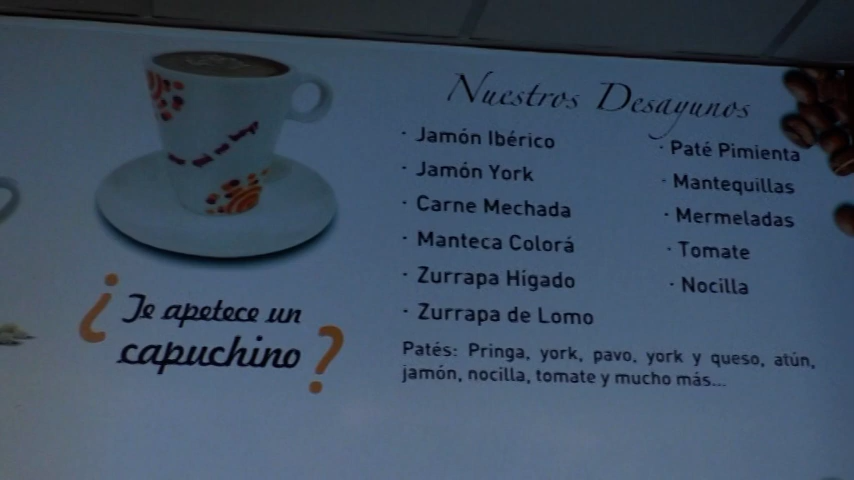 Nuestros Desayunos
· Jamón Ibérico
· Jamón York
· Carne Mechada
· Manteca Colorá
· Zurrapa Hígado
· Zurrapa de Lomo
· Paté Pimienta
· Mantequillas
· Mermeladas
· Tomate
· Nocilla
Patés: Pringa, york, pavo, york y queso, atún,
jamón, nocilla, tomate y mucho más...
¿Te apetece un
capuchino?